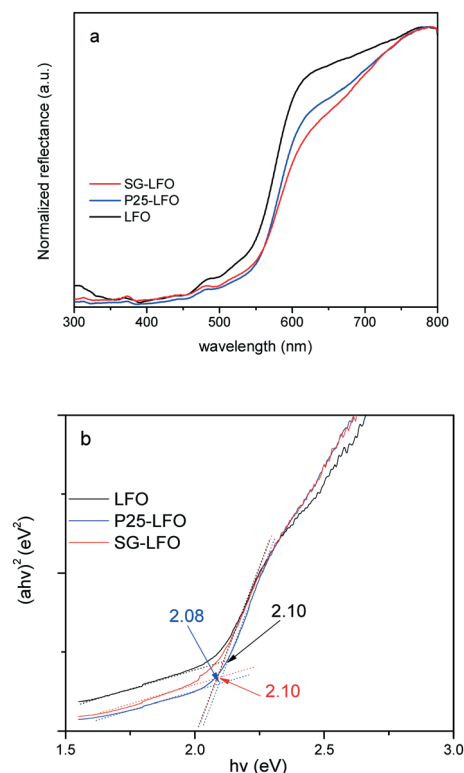 a
Normalized reflectance (a.u.)
SG-LFO
P25-LFO
LFO
300 400 500 600 700 800
wavelength (nm)
b
(ahv)² (eV²)
LFO
P25-LFO
SG-LFO
2.08
2.10
2.10
1.5 2.0 2.5 3.0
hv (eV)